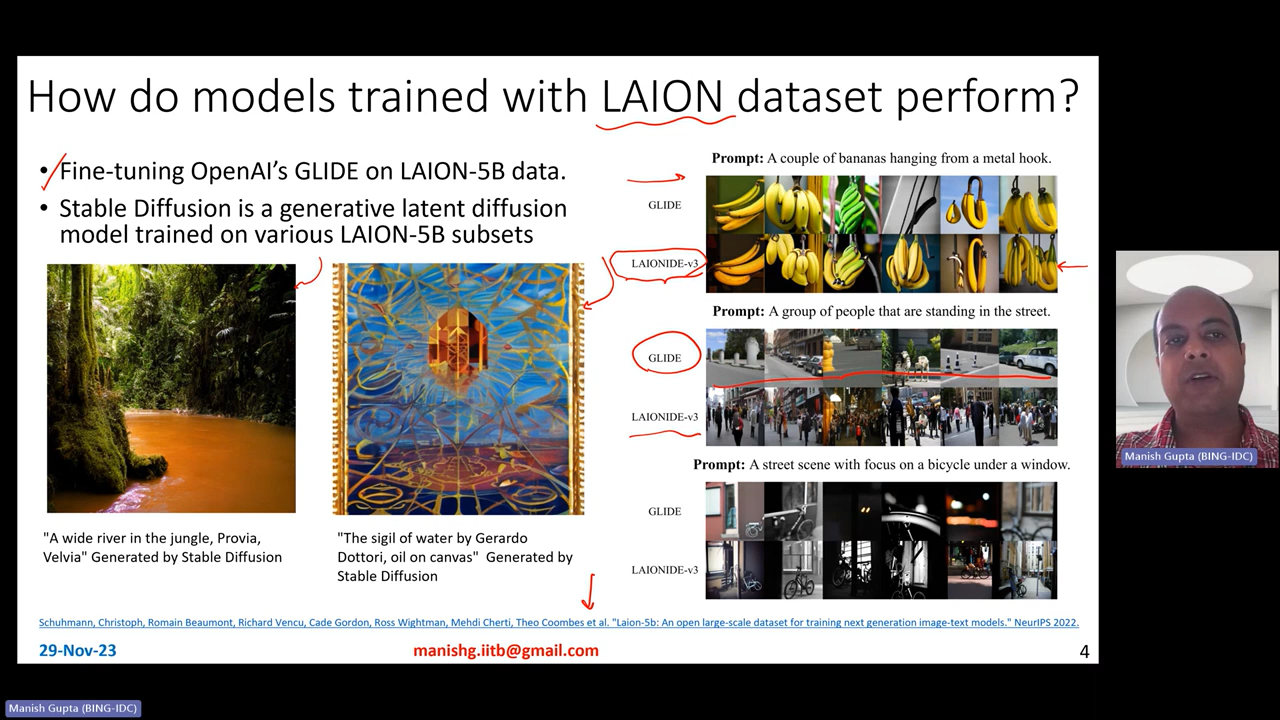 How do models trained with LAION dataset perform?
• Fine-tuning OpenAI's GLIDE on LAION-5B data.
• Stable Diffusion is a generative latent diffusion
model trained on various LAION-5B subsets
"A wide river in the jungle, Provia,
Velvia" Generated by Stable Diffusion
"The sigil of water by Gerardo
Dottori, oil on canvas" Generated by
Stable Diffusion
Prompt: A couple of bananas hanging from a metal hook.
GLIDE
LAIONIDE-v3
Prompt: A group of people that are standing in the street.
GLIDE
LAIONIDE-v3
Prompt: A street scene with focus on a bicycle under a window.
GLIDE
LAIONIDE-v3
Schuhmann, Christoph, Romain Beaumont, Richard Vencu, Cade Gordon, Ross Wightman, Mehdi Cherti, Theo Coombes et al. "Laion-5b: An open large-scale dataset for training next generation image-text models." NeurIPS 2022.
29-Nov-23
manishg.iitb@gmail.com
4
Manish Gupta (BING-IDC)
Manish Gupta (BING-IDC)